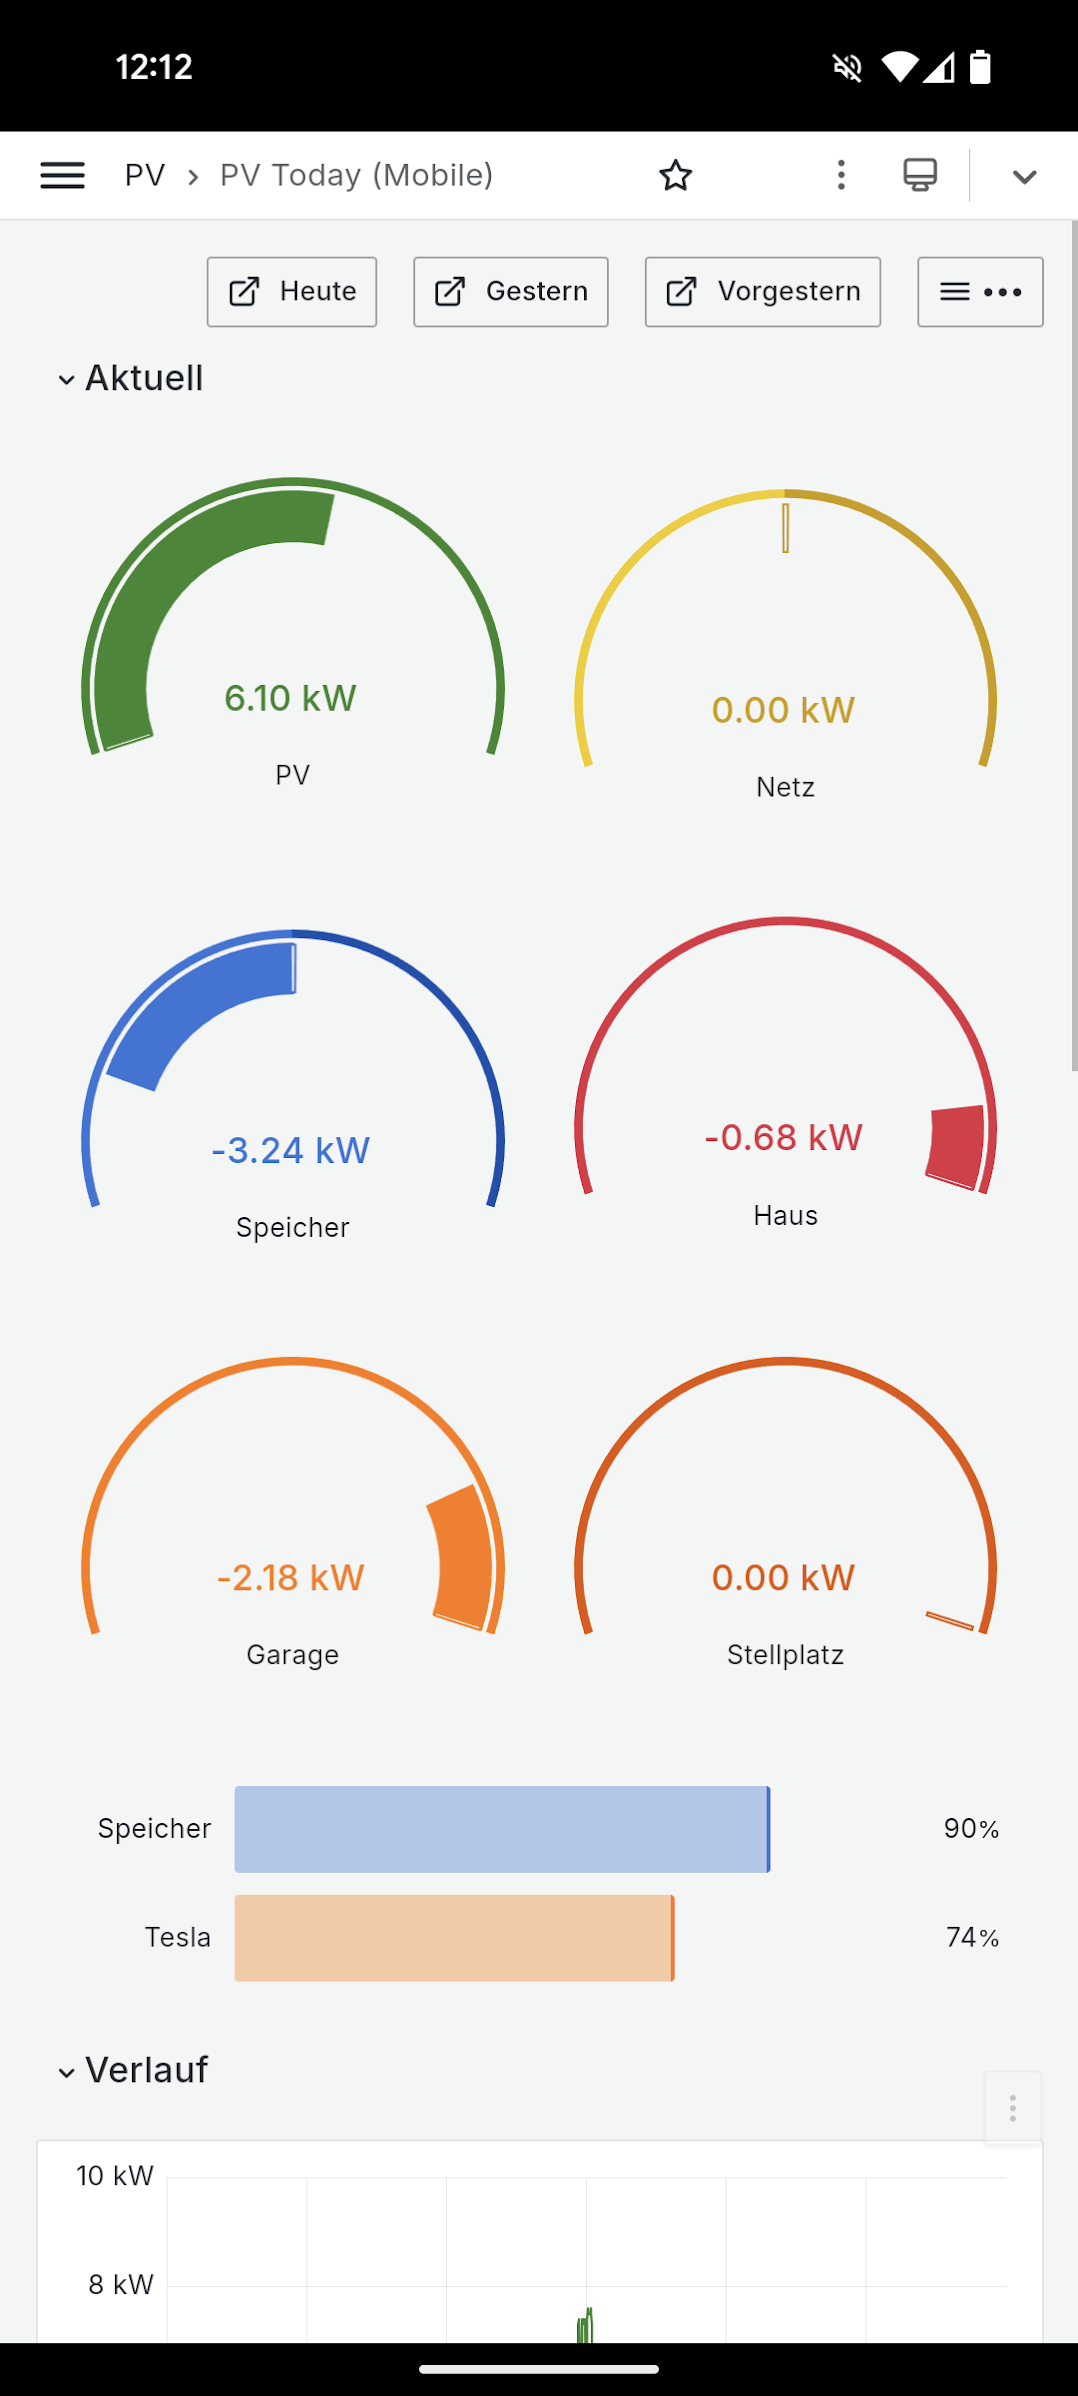 12:12
PV › PV Today (Mobile)
Heute Gestern Vorgestern
Aktuell
6.10 kW 0.00 kW
PV Netz
-3.24 kW -0.68 kW
Speicher Haus
-2.18 kW 0.00 kW
Garage Stellplatz
Speicher 90%
Tesla 74%
Verlauf
10 kW
8 kW